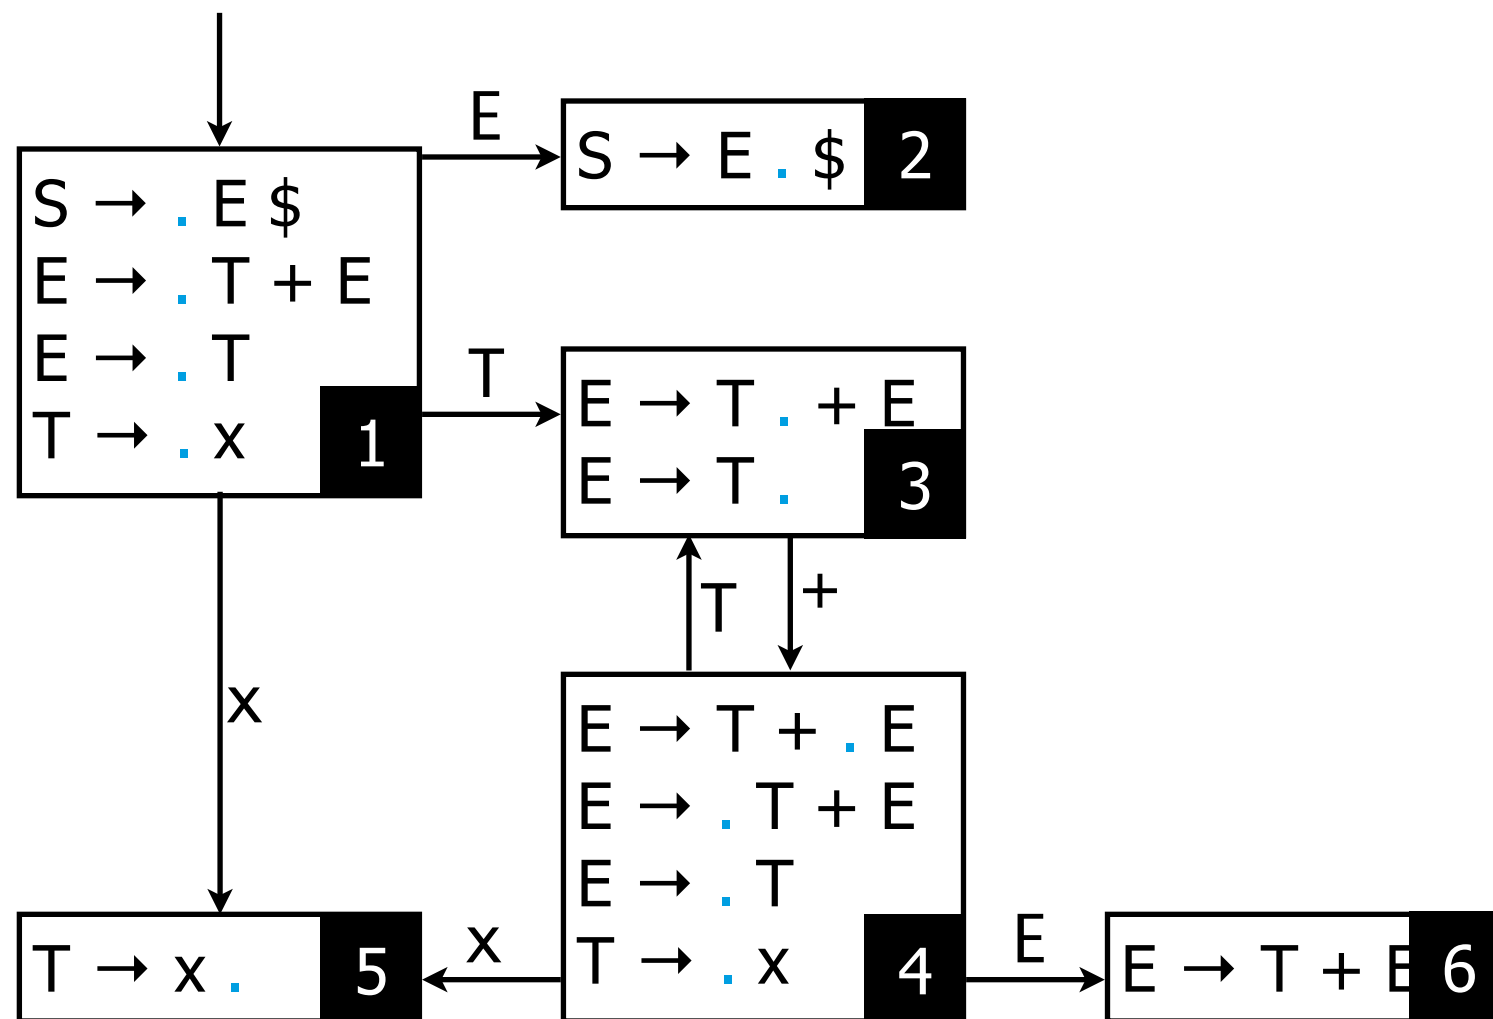 E
S → E . $ 2
S → . E $
E → . T + E
E → . T
T → . x 1
T
E → T . + E
E → T . 3
T +
x
E → T + . E
E → . T + E
E → . T
T → . x 4
x
E
T → x . 5
E → T + E 6